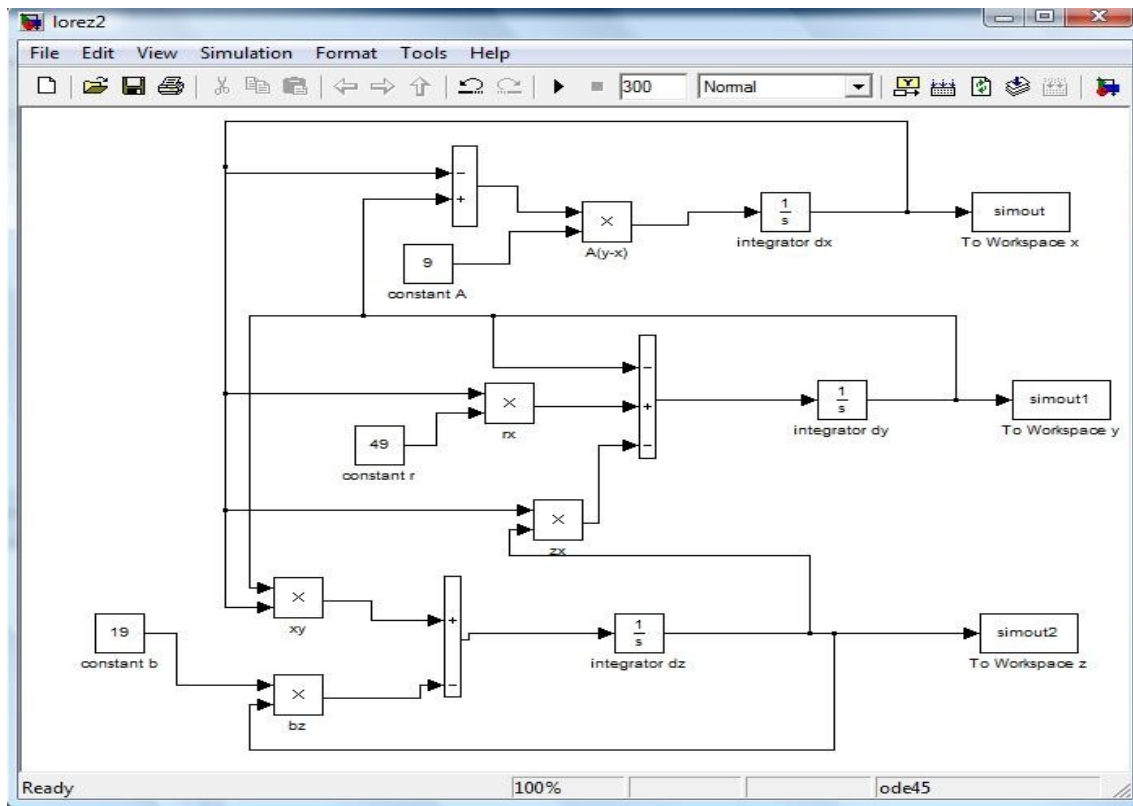 lorez2
File Edit View Simulation Format Tools Help
300 Normal
−
+
×
A(y-x)
9
constant A
1
s
integrator dx
simout
To Workspace x
−
+
−
×
rx
49
constant r
1
s
integrator dy
simout1
To Workspace y
×
zx
×
xy
19
constant b
×
bz
+
−
1
s
integrator dz
simout2
To Workspace z
Ready 100% ode45